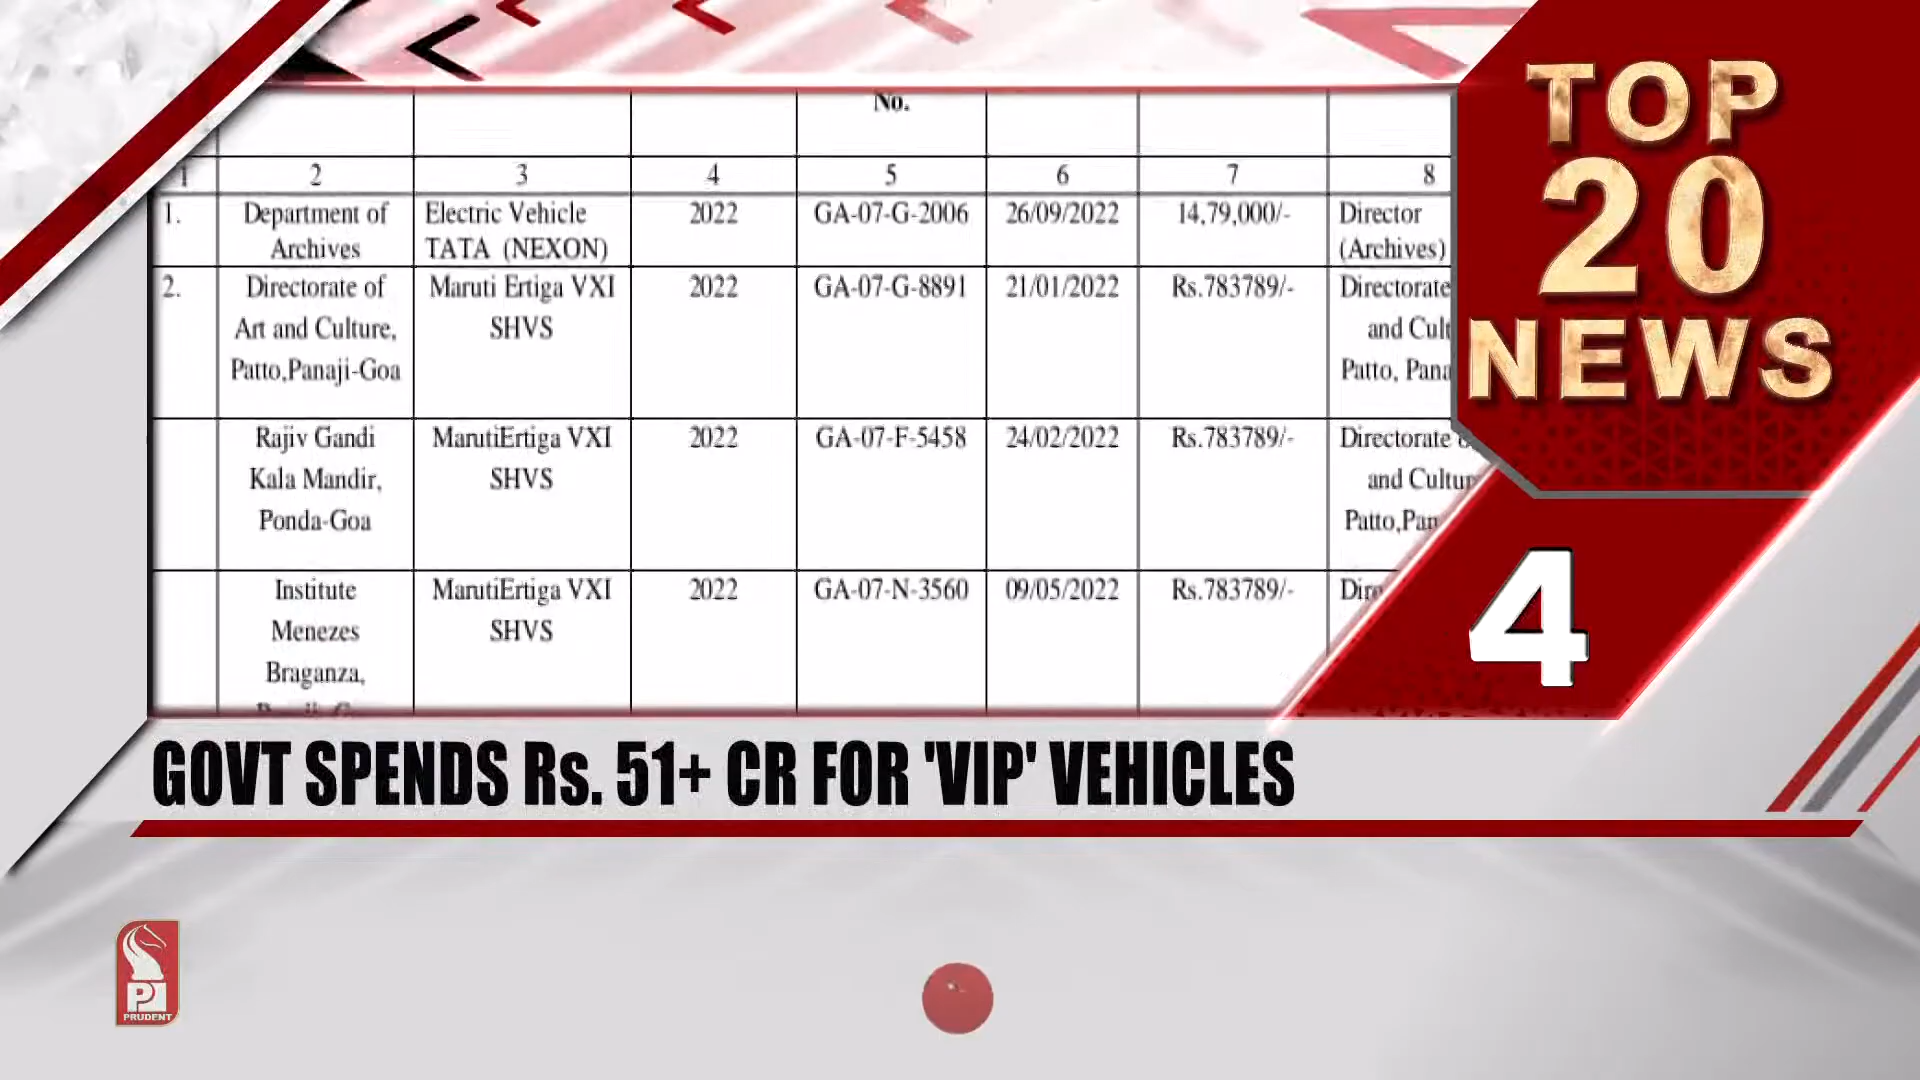 No.
1 2 3 4 5 6 7 8
1. Department of Archives Electric Vehicle TATA (NEXON) 2022 GA-07-G-2006 26/09/2022 14,79,000/- Director (Archives)
2. Directorate of Art and Culture, Patto,Panaji-Goa Maruti Ertiga VXI SHVS 2022 GA-07-G-8891 21/01/2022 Rs.783789/- Directorate and Patto,
Rajiv Gandi Kala Mandir, Ponda-Goa MarutiErtiga VXI SHVS 2022 GA-07-F-5458 24/02/2022 Rs.783789/- Directorate and
Institute Menezes Braganza, MarutiErtiga VXI SHVS 2022 GA-07-N-3560 09/05/2022 Rs.783789/-
TOP
20
NEWS
4
GOVT SPENDS Rs. 51+ CR FOR 'VIP' VEHICLES
P
PRUDENT